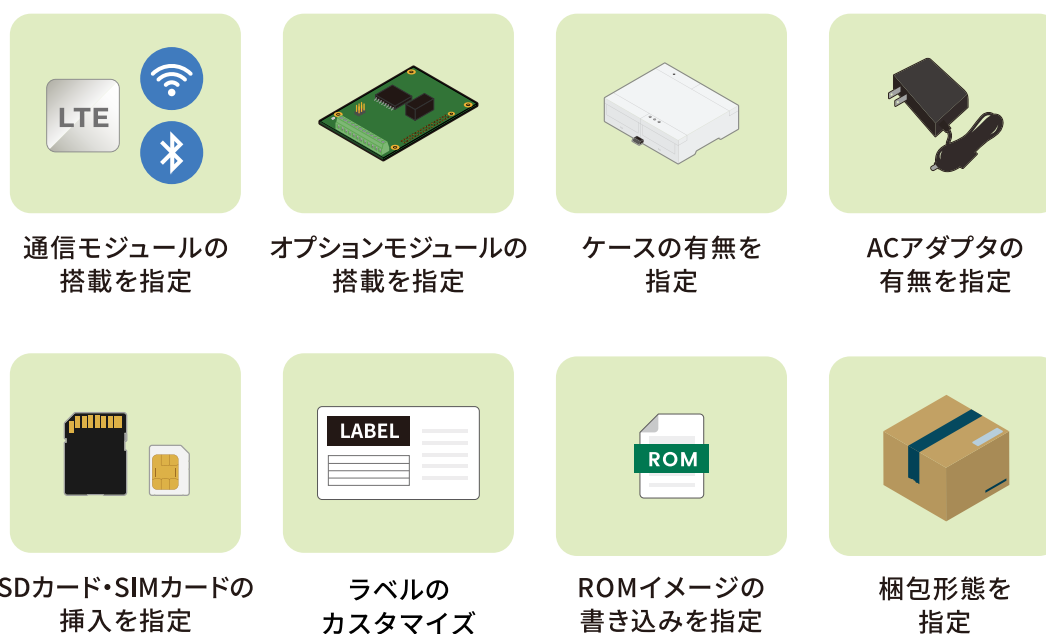 LTE
通信モジュールの
搭載を指定
オプションモジュールの
搭載を指定
ケースの有無を
指定
ACアダプタの
有無を指定
SDカード・SIMカードの
挿入を指定
LABEL
ラベルの
カスタマイズ
ROM
ROMイメージの
書き込みを指定
梱包形態を
指定